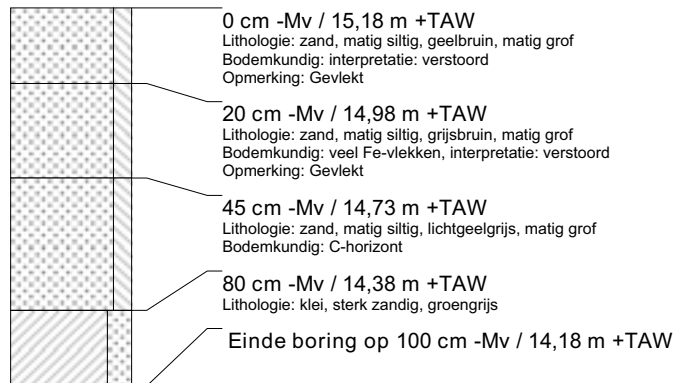 0 cm -Mv / 15,18 m +TAW
Lithologie: zand, matig siltig, geelbruin, matig grof
Bodemkundig: interpretatie: verstoord
Opmerking: Gevlekt
20 cm -Mv / 14,98 m +TAW
Lithologie: zand, matig siltig, grijsbruin, matig grof
Bodemkundig: veel Fe-vlekken, interpretatie: verstoord
Opmerking: Gevlekt
45 cm -Mv / 14,73 m +TAW
Lithologie: zand, matig siltig, lichtgeelgrijs, matig grof
Bodemkundig: C-horizont
80 cm -Mv / 14,38 m +TAW
Lithologie: klei, sterk zandig, groengrijs
Einde boring op 100 cm -Mv / 14,18 m +TAW